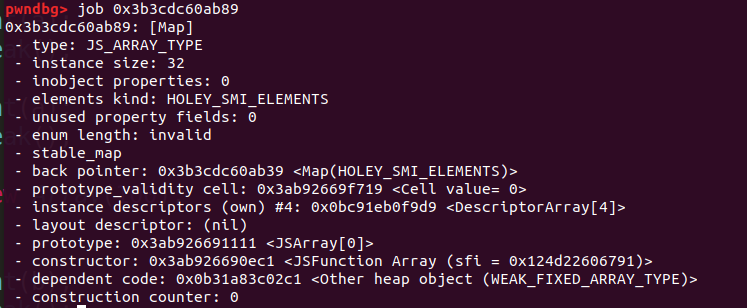 pwndbg> job 0x3b3cdc60ab89
0x3b3cdc60ab89: [Map]
- type: JS_ARRAY_TYPE
- instance size: 32
- inobject properties: 0
- elements kind: HOLEY_SMI_ELEMENTS
- unused property fields: 0
- enum length: invalid
- stable_map
- back pointer: 0x3b3cdc60ab39 <Map(HOLEY_SMI_ELEMENTS)>
- prototype_validity cell: 0x3ab92669f719 <Cell value= 0>
- instance descriptors (own) #4: 0x0bc91eb0f9d9 <DescriptorArray[4]>
- layout descriptor: (nil)
- prototype: 0x3ab926691111 <JSArray[0]>
- constructor: 0x3ab926690ec1 <JSFunction Array (sfi = 0x124d22606791)>
- dependent code: 0x0b31a83c02c1 <Other heap object (WEAK_FIXED_ARRAY_TYPE)>
- construction counter: 0